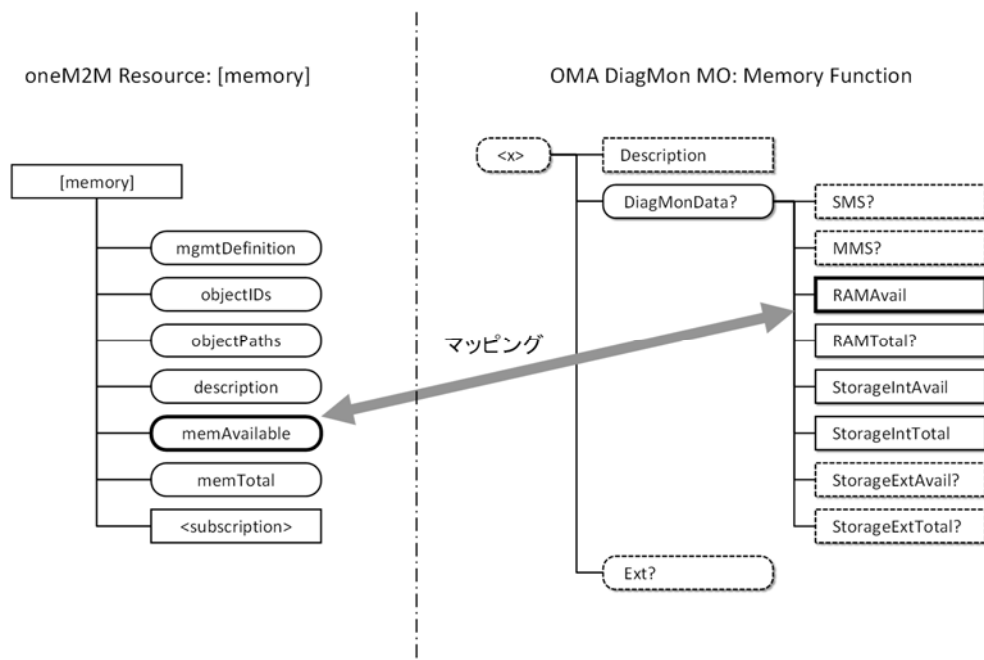 oneM2M Resource: [memory]
[memory]
mgmtDefinition
objectIDs
objectPaths
description
memAvailable
memTotal
<subscription>
マッピング
OMA DiagMon MO: Memory Function
<x>
Description
DiagMonData?
SMS?
MMS?
RAMAvail
RAMTotal?
StorageIntAvail
StorageIntTotal
StorageExtAvail?
StorageExtTotal?
Ext?